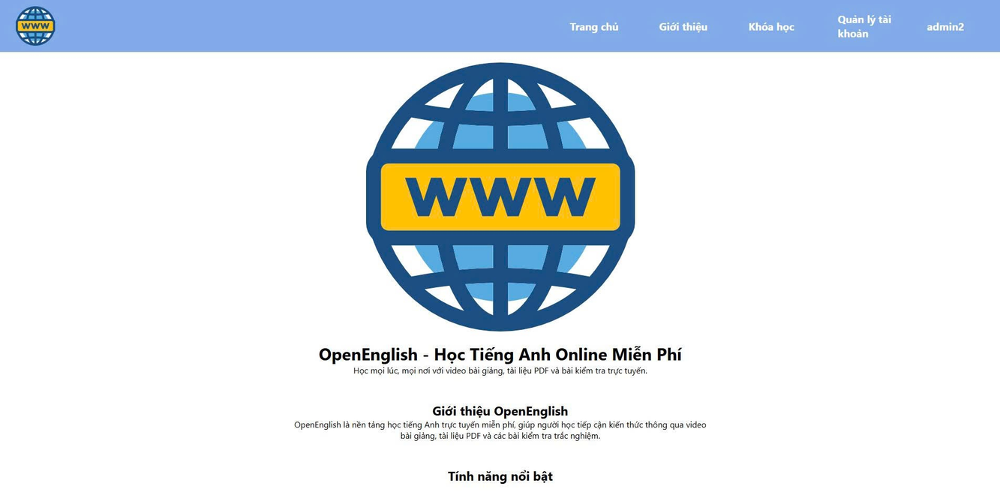 WWW
Trang chủ
Giới thiệu
Khóa học
Quản lý tài
khoản
admin2
WWW
OpenEnglish - Học Tiếng Anh Online Miễn Phí
Học mọi lúc, mọi nơi với video bài giảng, tài liệu PDF và bài kiểm tra trực tuyến.
Giới thiệu OpenEnglish
OpenEnglish là nền tảng học tiếng Anh trực tuyến miễn phí, giúp người học tiếp cận kiến thức thông qua video
bài giảng, tài liệu PDF và các bài kiểm tra trắc nghiệm.
Tính năng nổi bật